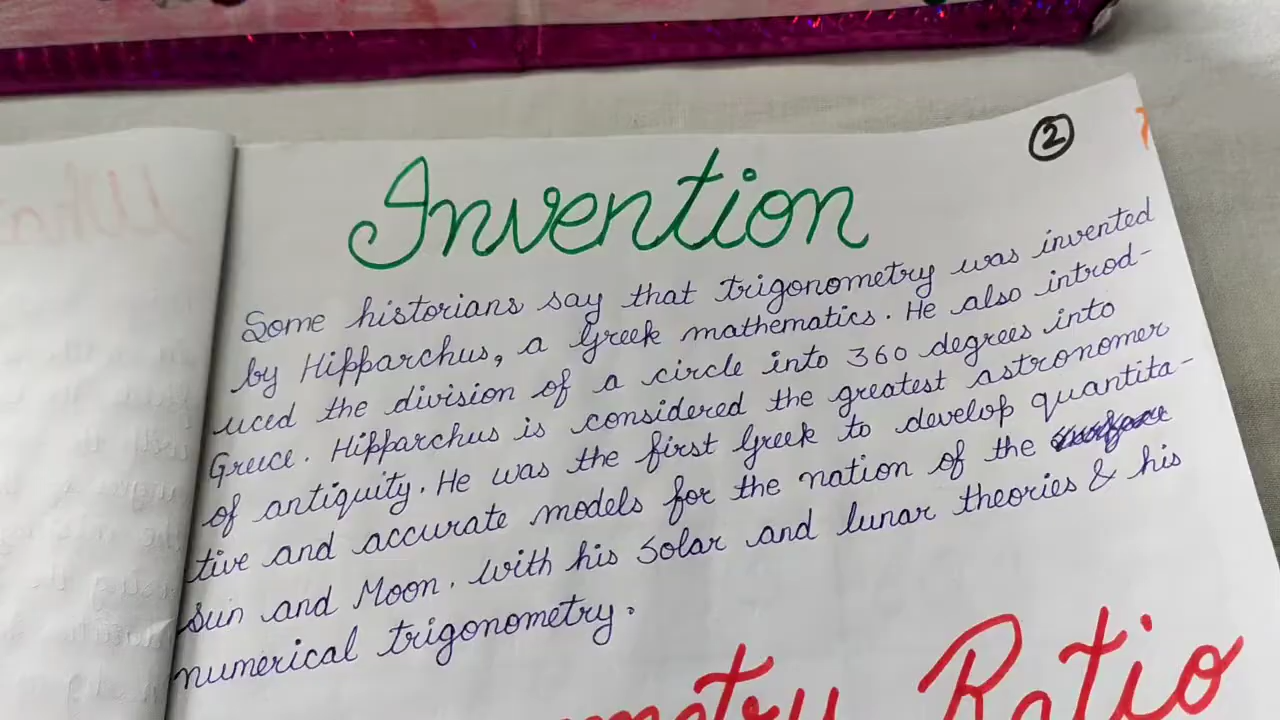 2
Invention
Some historians say that trigonometry was invented
by Hipparchus, a Greek mathematics. He also introd-
uced the division of a circle into 360 degrees into
Greece. Hipparchus is considered the greatest astronomer
of antiquity. He was the first Greek to develop quantita-
tive and accurate models for the nation of the
Sun and Moon. With his Solar and lunar theories & his
numerical trigonometry.
Ratio